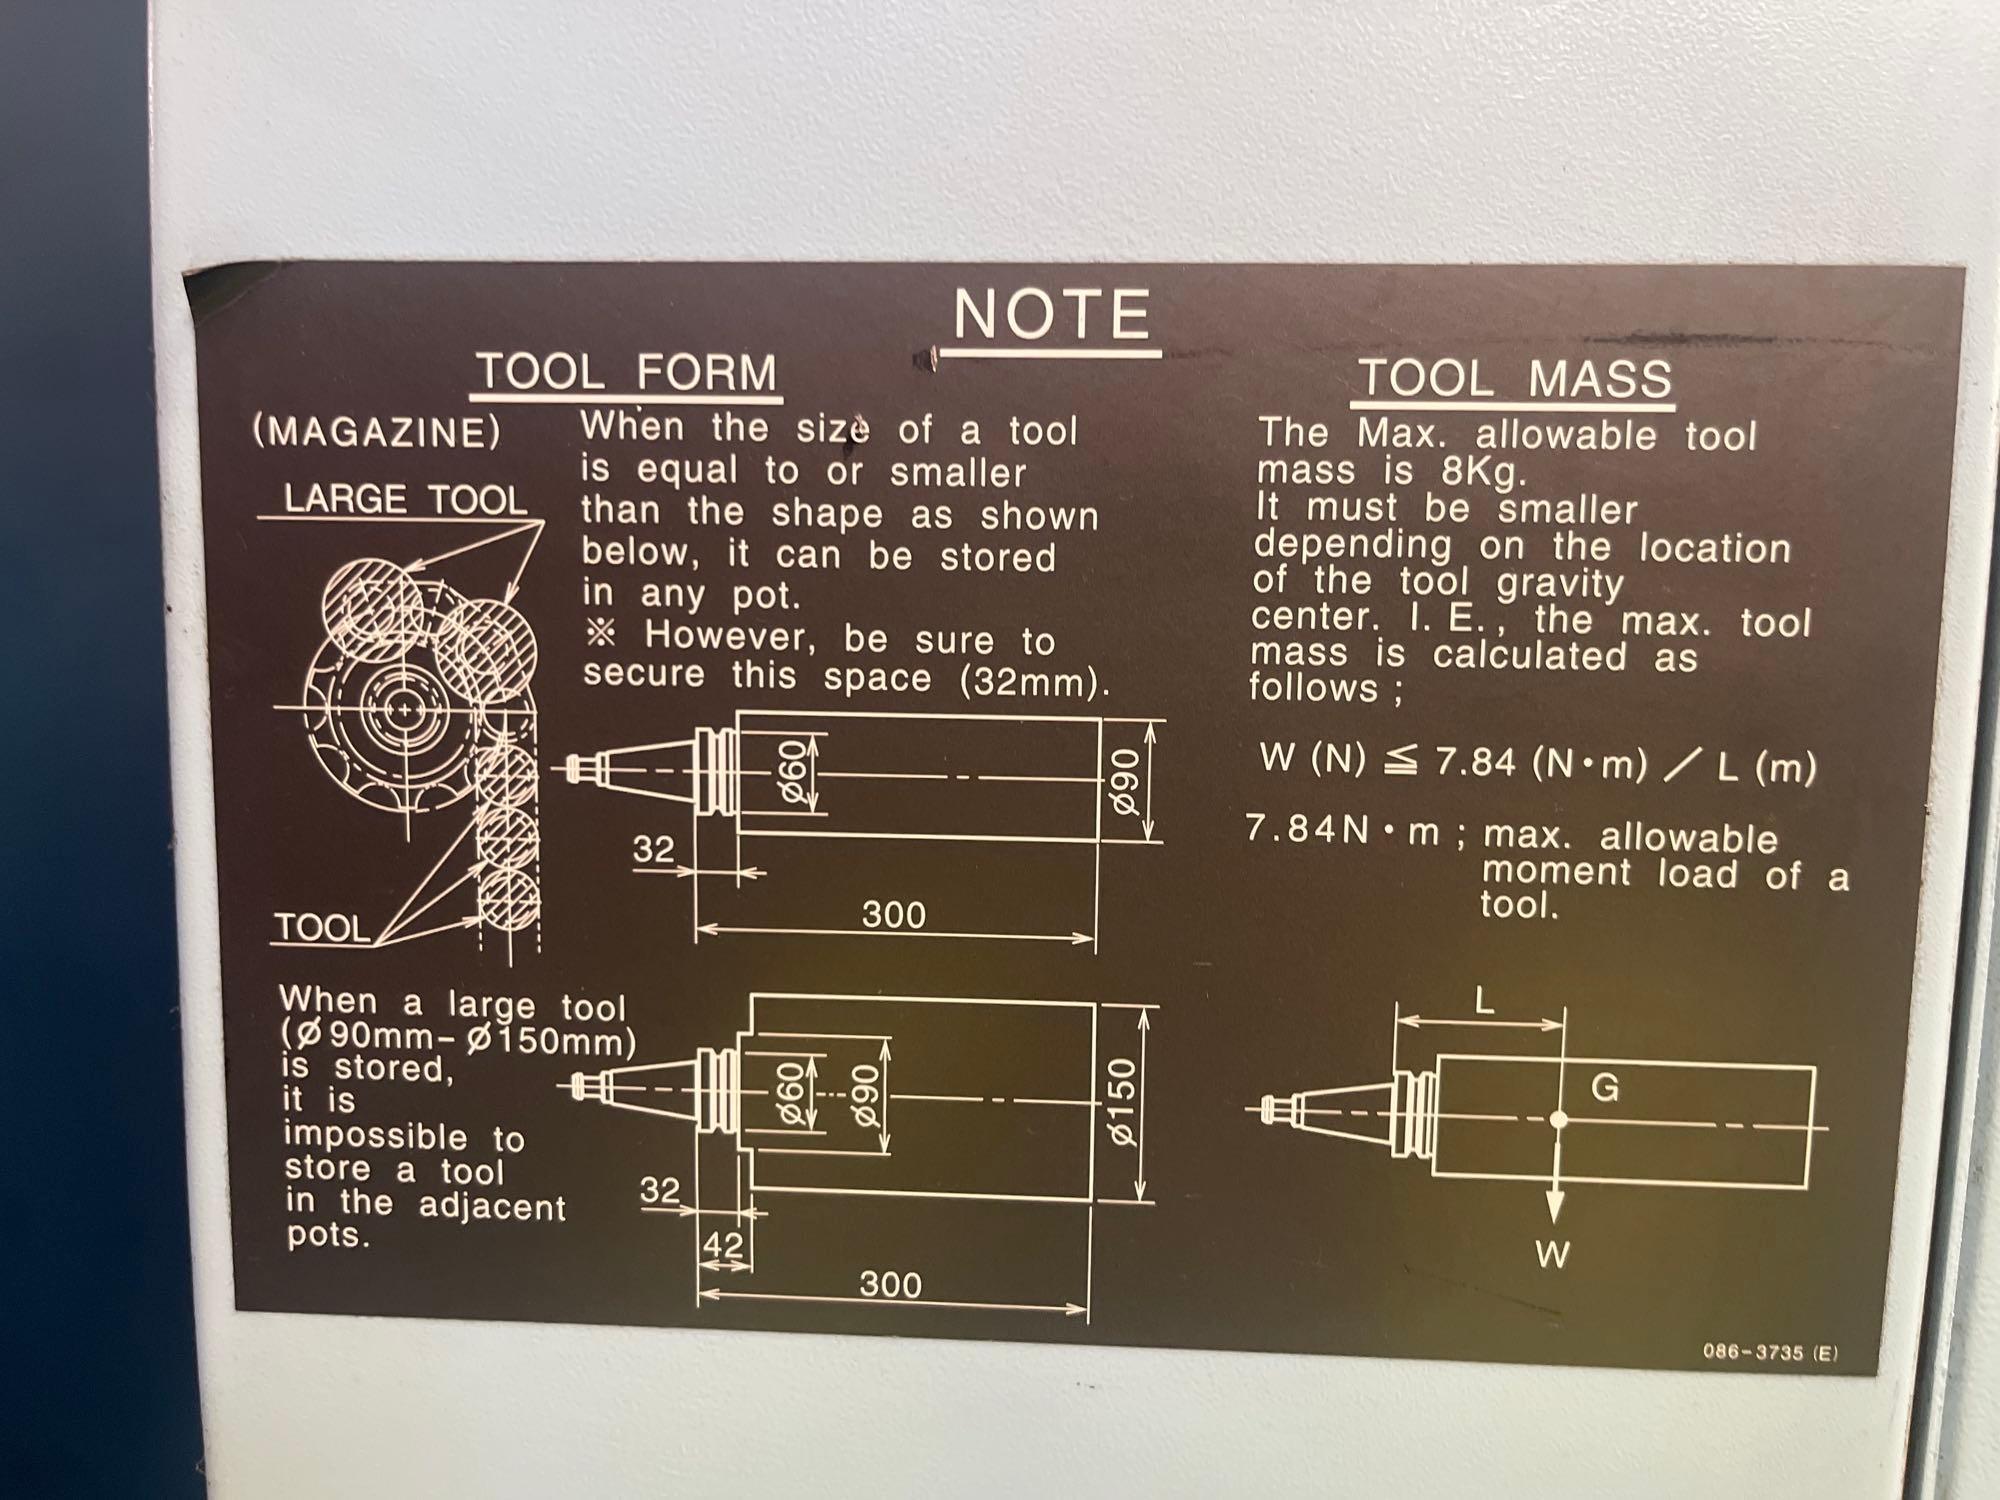 NOTE
TOOL FORM
(MAGAZINE)
LARGE TOOL
When the size of a tool
is equal to or smaller
than the shape as shown
below, it can be stored
in any pot.
※ However, be sure to
secure this space (32mm).
ø60
ø90
32
300
TOOL
When a large tool
(ø90mm-ø150mm)
is stored,
it is
impossible to
store a tool
in the adjacent
pots.
ø60
ø90
ø150
32
42
300
TOOL MASS
The Max. allowable tool
mass is 8Kg.
It must be smaller
depending on the location
of the tool gravity
center. I. E., the max. tool
mass is calculated as
follows ;
W (N) ≦ 7.84 (N・m) / L (m)
7.84N・m ; max. allowable
moment load of a
tool.
L
G
W
086-3735 (E)